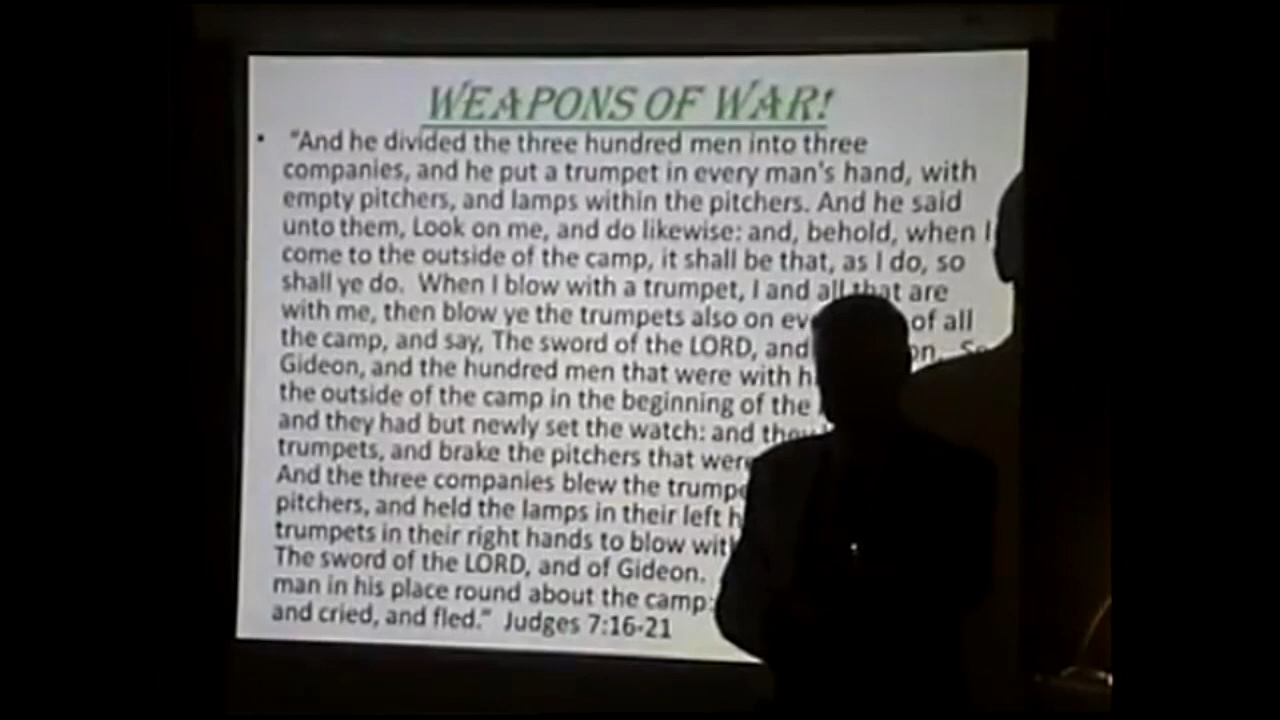 WEAPONS OF WAR!
• "And he divided the three hundred men into three
companies, and he put a trumpet in every man's hand, with
empty pitchers, and lamps within the pitchers. And he said
unto them, Look on me, and do likewise: and, behold, when I
come to the outside of the camp, it shall be that, as I do, so
shall ye do. When I blow with a trumpet, I and all that are
with me, then blow ye the trumpets also on of all
the camp, and say, The sword of the LORD, and
Gideon, and the hundred men that were with
the outside of the camp in the beginning of the
and they had but newly set the watch: and they
trumpets, and brake the pitchers that were
And the three companies blew the
pitchers, and held the lamps in their left
trumpets in their right hands to blow
The sword of the LORD, and of Gideon.
man in his place round about the camp:
and cried, and fled." Judges 7:16-21